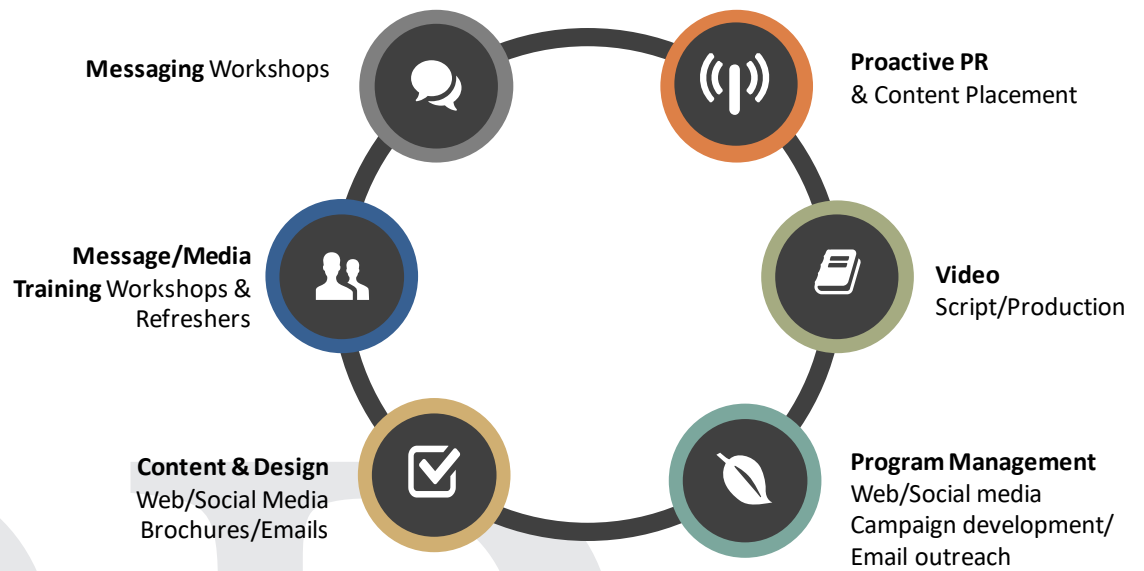 Messaging Workshops
Proactive PR
& Content Placement
Message/Media
Training Workshops &
Refreshers
Video
Script/Production
Content & Design
Web/Social Media
Brochures/Emails
Program Management
Web/Social media
Campaign development/
Email outreach